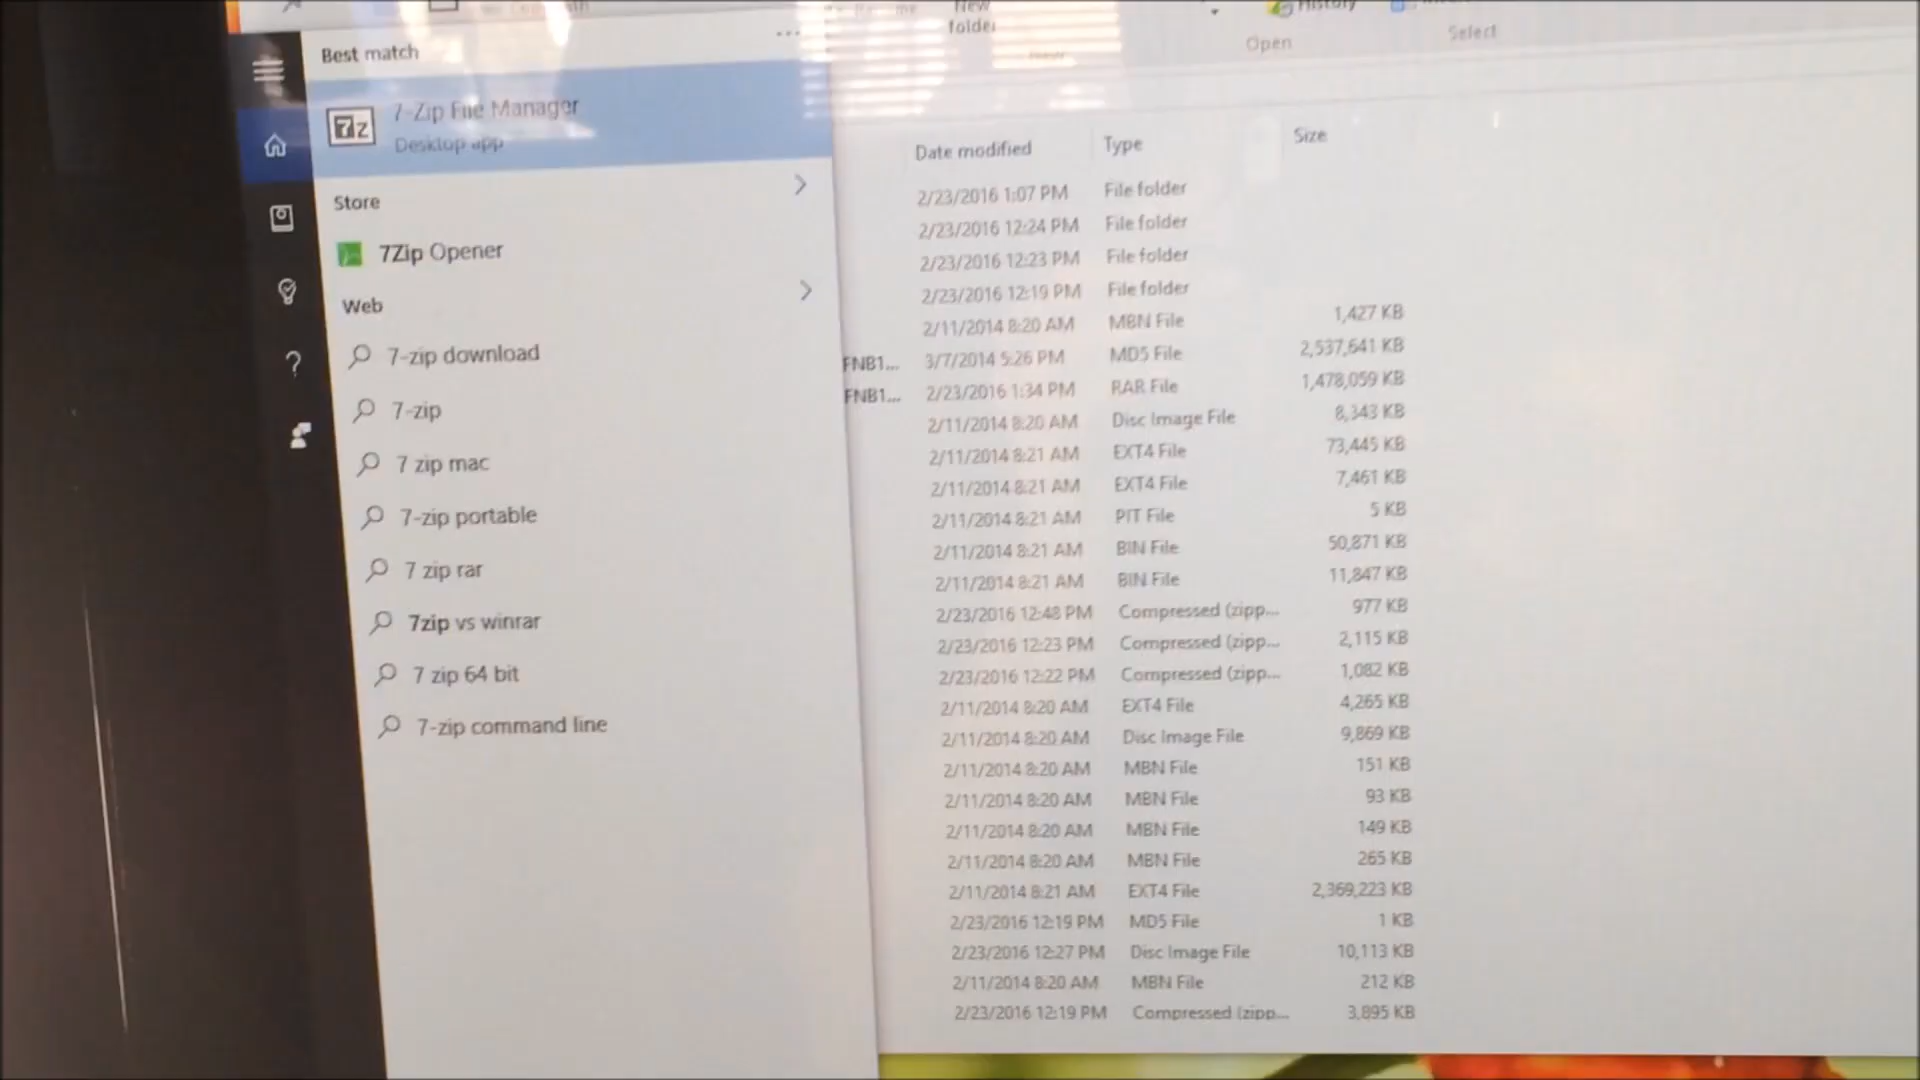 New
folder
History
Open
Select
Best match
7-Zip File Manager
Desktop app
Store
7Zip Opener
Web
7-zip download
7-zip
7 zip mac
7-zip portable
7 zip rar
7zip vs winrar
7 zip 64 bit
7-zip command line
Date modified Type Size
2/23/2016 1:07 PM File folder
2/23/2016 12:24 PM File folder
2/23/2016 12:23 PM File folder
2/23/2016 12:19 PM File folder
2/11/2014 8:20 AM MBN File 1,427 KB
FNB1... 3/7/2014 5:26 PM MD5 File 2,537,641 KB
FNB1... 2/23/2016 1:34 PM RAR File 1,478,059 KB
2/11/2014 8:20 AM Disc Image File 8,343 KB
2/11/2014 8:21 AM EXT4 File 73,445 KB
2/11/2014 8:21 AM EXT4 File 7,461 KB
2/11/2014 8:21 AM PIT File 5 KB
2/11/2014 8:21 AM BIN File 50,871 KB
2/11/2014 8:21 AM BIN File 11,847 KB
2/23/2016 12:48 PM Compressed (zipp... 977 KB
2/23/2016 12:23 PM Compressed (zipp... 2,115 KB
2/23/2016 12:22 PM Compressed (zipp... 1,082 KB
2/11/2014 8:20 AM EXT4 File 4,265 KB
2/11/2014 8:20 AM Disc Image File 9,869 KB
2/11/2014 8:20 AM MBN File 151 KB
2/11/2014 8:20 AM MBN File 93 KB
2/11/2014 8:20 AM MBN File 149 KB
2/11/2014 8:20 AM MBN File 265 KB
2/11/2014 8:21 AM EXT4 File 2,369,223 KB
2/23/2016 12:19 PM MD5 File 1 KB
2/23/2016 12:27 PM Disc Image File 10,113 KB
2/11/2014 8:20 AM MBN File 212 KB
2/23/2016 12:19 PM Compressed (zipp... 3,895 KB